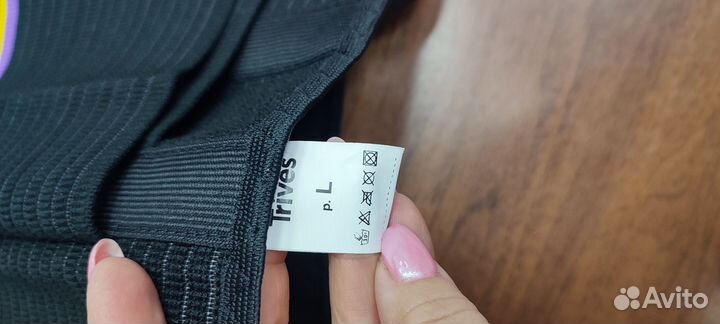 Trives
р. L
Avito